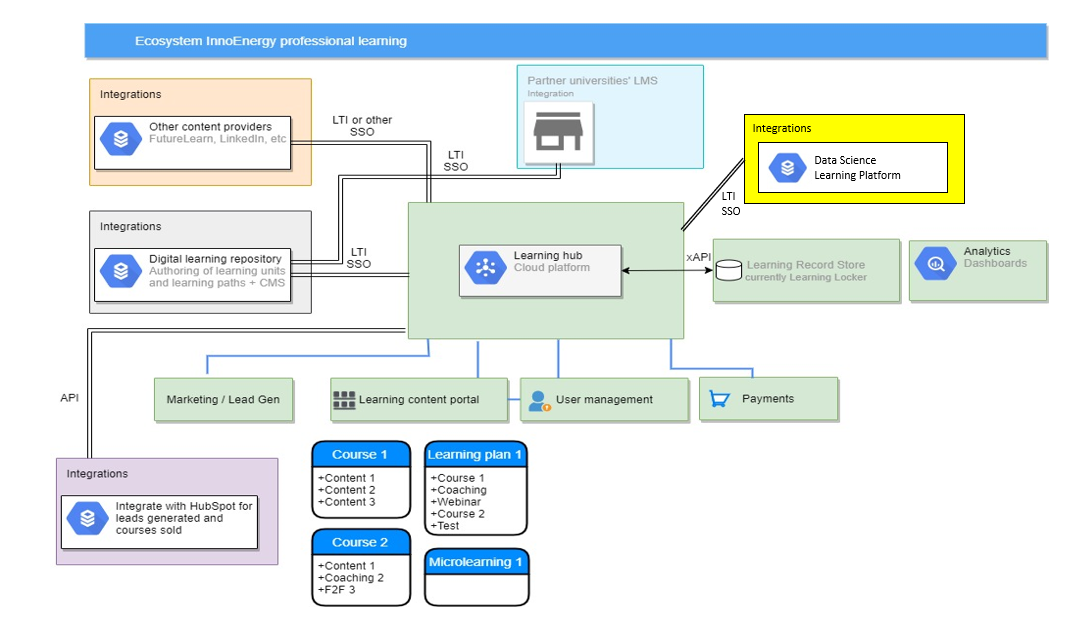 Ecosystem InnoEnergy professional learning
Integrations
Other content providers
FutureLearn, LinkedIn, etc
LTI or other
SSO
Partner universities' LMS
Integration
LTI
SSO
Integrations
Data Science
Learning Platform
LTI
SSO
Integrations
Digital learning repository
Authoring of learning units
and learning paths + CMS
LTI
SSO
Learning hub
Cloud platform
xAPI
Learning Record Store
currently Learning Locker
Analytics
Dashboards
API
Marketing / Lead Gen
Learning content portal
User management
Payments
Integrations
Integrate with HubSpot for
leads generated and
courses sold
Course 1
+Content 1
+Content 2
+Content 3
Learning plan 1
+Course 1
+Coaching
+Webinar
+Course 2
+Test
Course 2
+Content 1
+Coaching 2
+F2F 3
Microlearning 1